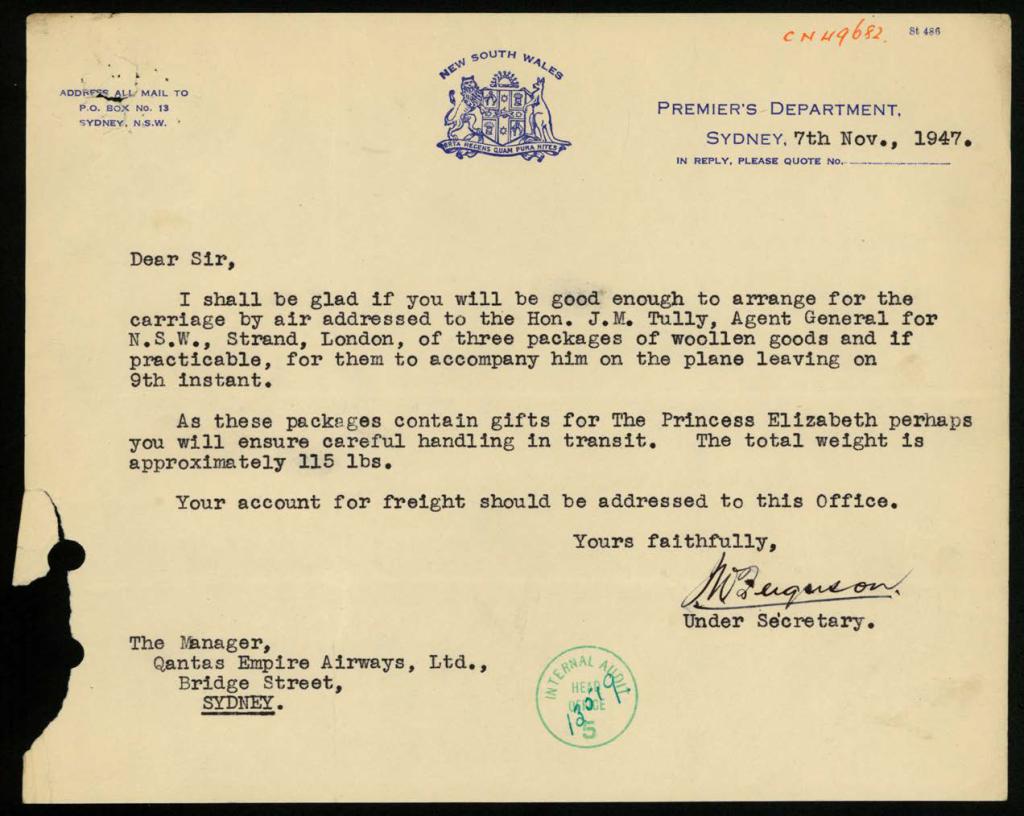 CN49682. St 486
ADDRESS ALL MAIL TO
P.O. BOX No. 13
SYDNEY, N.S.W.
NEW SOUTH WALES
ORTA RECENS QUAM PURA NITES
PREMIER'S DEPARTMENT,
SYDNEY, 7th Nov., 1947.
IN REPLY, PLEASE QUOTE No.
Dear Sir,
I shall be glad if you will be good enough to arrange for the
carriage by air addressed to the Hon. J.M. Tully, Agent General for
N.S.W., Strand, London, of three packages of woollen goods and if
practicable, for them to accompany him on the plane leaving on
9th instant.
As these packages contain gifts for The Princess Elizabeth perhaps
you will ensure careful handling in transit. The total weight is
approximately 115 lbs.
Your account for freight should be addressed to this Office.
Yours faithfully,
Ferguson.
Under Secretary.
The Manager,
Qantas Empire Airways, Ltd.,
Bridge Street,
SYDNEY.
INTERNAL AUDIT
HEAD
OFFICE
5